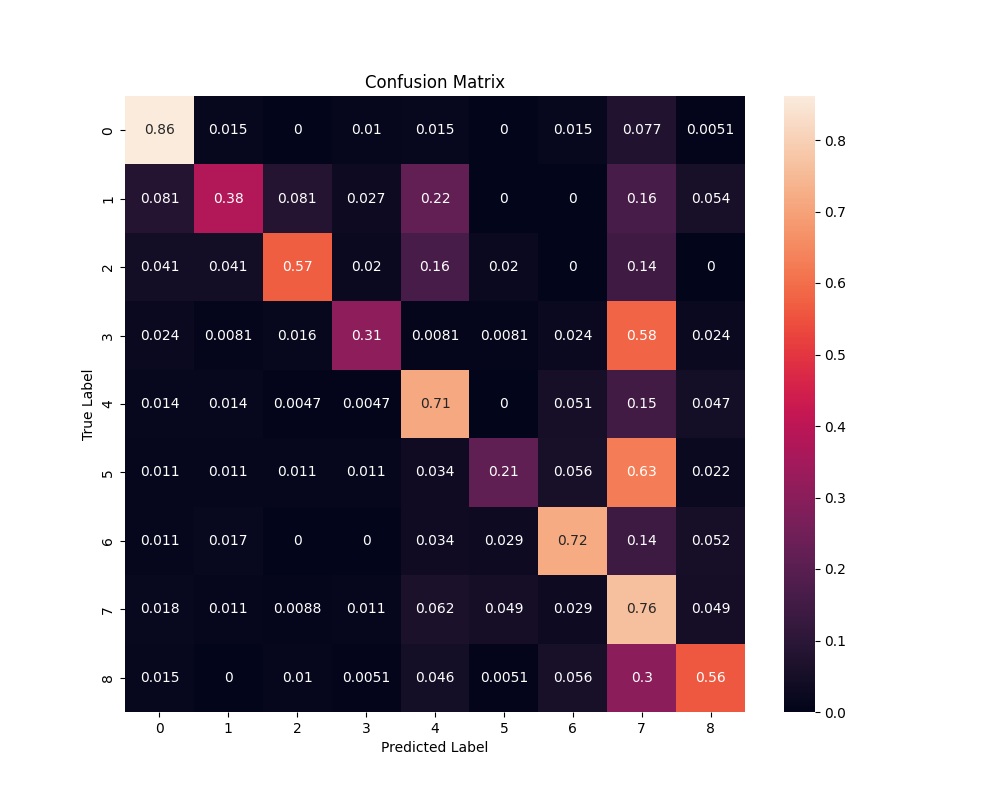 Confusion Matrix
0 0.86 0.015 0 0.01 0.015 0 0.015 0.077 0.0051
1 0.081 0.38 0.081 0.027 0.22 0 0 0.16 0.054
2 0.041 0.041 0.57 0.02 0.16 0.02 0 0.14 0
3 0.024 0.0081 0.016 0.31 0.0081 0.0081 0.024 0.58 0.024
4 0.014 0.014 0.0047 0.0047 0.71 0 0.051 0.15 0.047
5 0.011 0.011 0.011 0.011 0.034 0.21 0.056 0.63 0.022
6 0.011 0.017 0 0 0.034 0.029 0.72 0.14 0.052
7 0.018 0.011 0.0088 0.011 0.062 0.049 0.029 0.76 0.049
8 0.015 0 0.01 0.0051 0.046 0.0051 0.056 0.3 0.56
0 1 2 3 4 5 6 7 8
Predicted Label
True Label
0.8
0.7
0.6
0.5
0.4
0.3
0.2
0.1
0.0